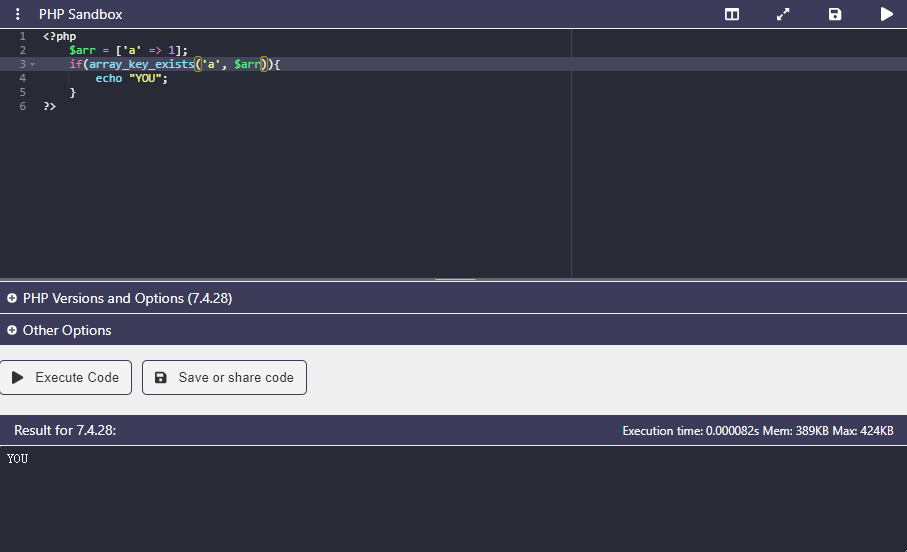 PHP Sandbox
1 <?php
2 $arr = ['a' => 1];
3 if(array_key_exists('a', $arr)){
4 echo "YOU";
5 }
6 ?>
PHP Versions and Options (7.4.28)
Other Options
Execute Code Save or share code
Result for 7.4.28: Execution time: 0.000082s Mem: 389KB Max: 424KB
YOU